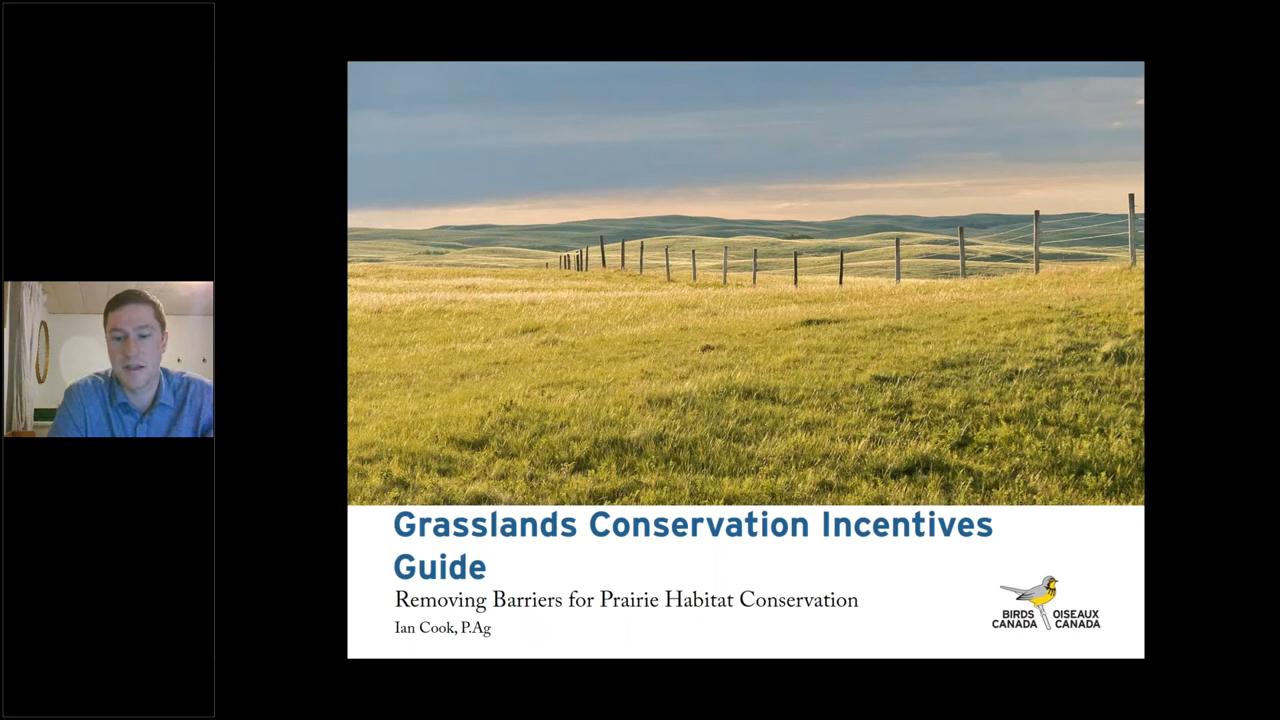 Grasslands Conservation Incentives
Guide
Removing Barriers for Prairie Habitat Conservation
Ian Cook, P.Ag
BIRDS OISEAUX
CANADA CANADA